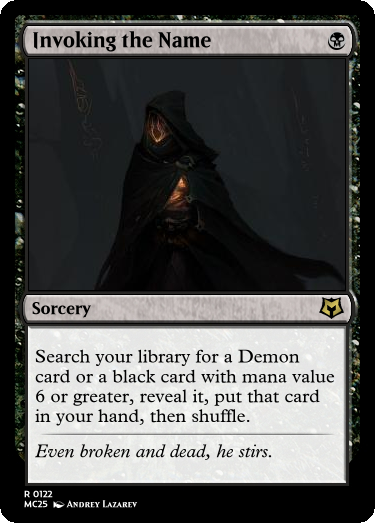 Invoking the Name
Sorcery
Search your library for a Demon
card or a black card with mana value
6 or greater, reveal it, put that card
in your hand, then shuffle.
Even broken and dead, he stirs.
R 0122
MC25 Andrey Lazarev